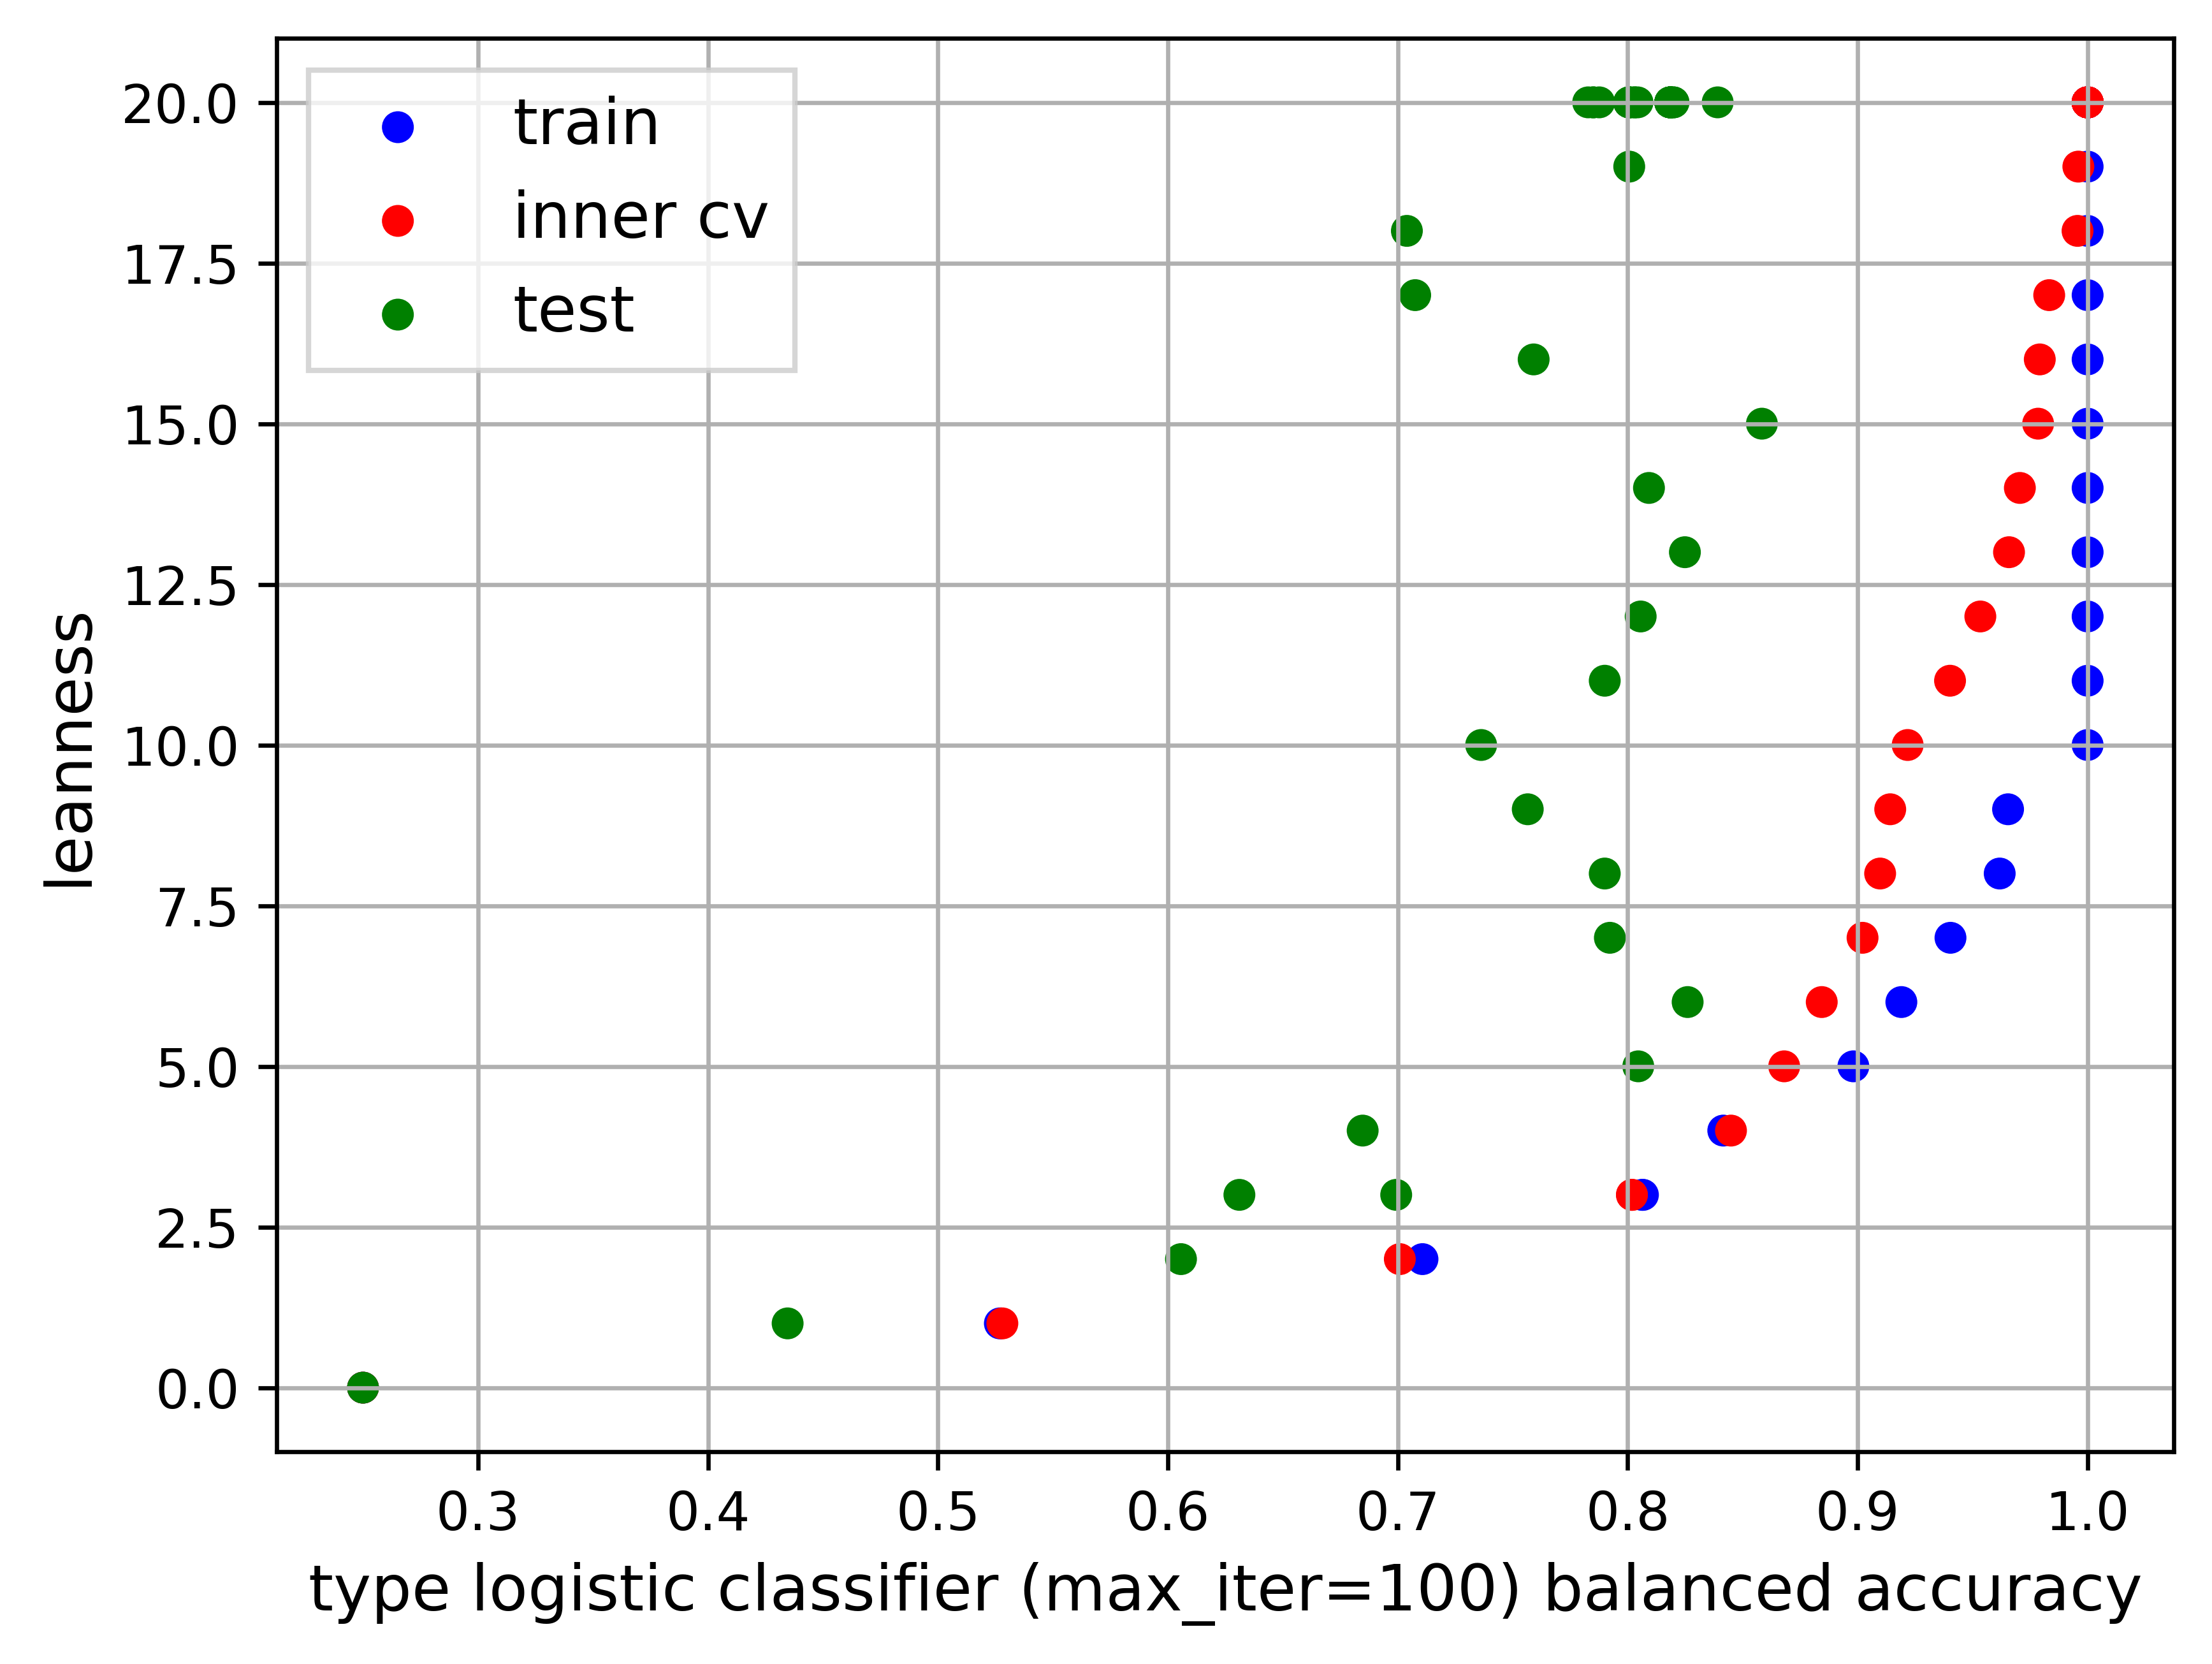 train
inner cv
test
20.0
17.5
15.0
12.5
10.0
7.5
5.0
2.5
0.0
leanness
0.3 0.4 0.5 0.6 0.7 0.8 0.9 1.0
type logistic classifier (max_iter=100) balanced accuracy